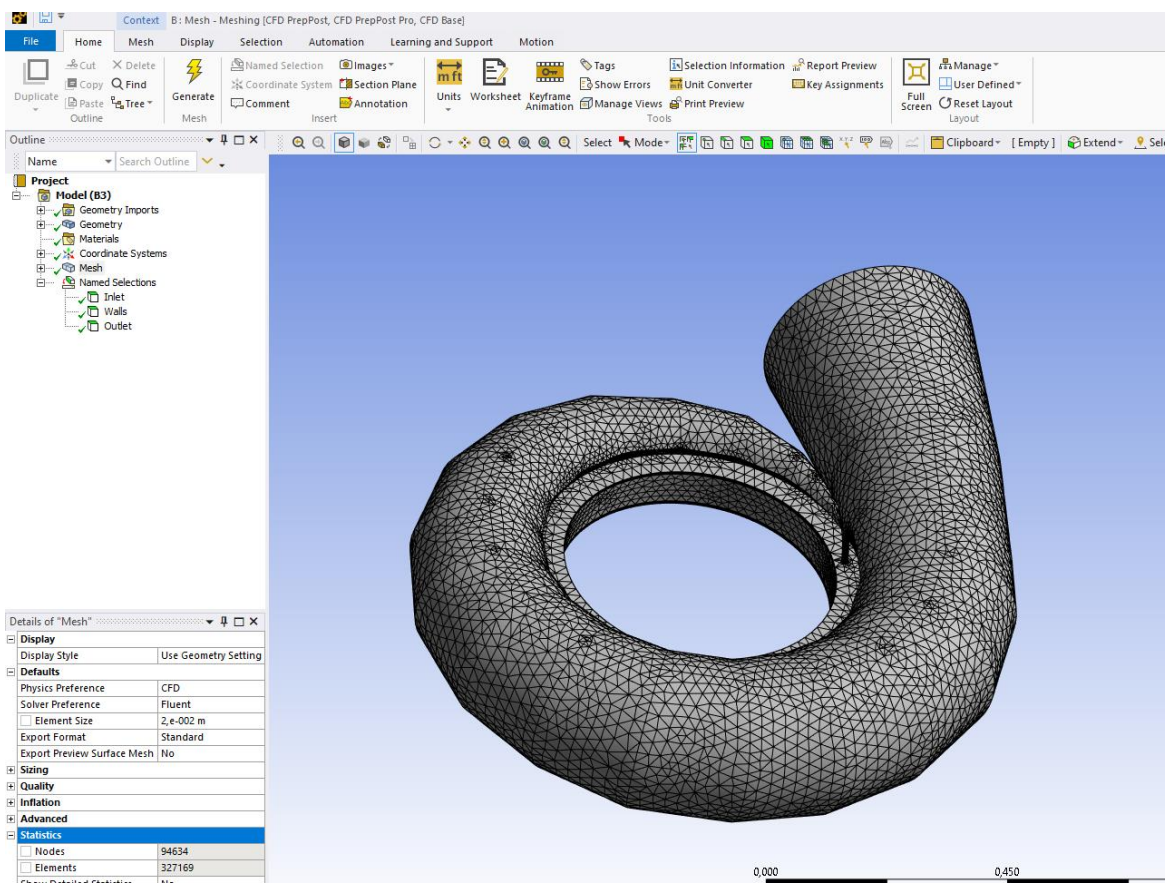 Context B : Mesh - Meshing [CFD PrepPost, CFD PrepPost Pro, CFD Base]
File Home Mesh Display Selection Automation Learning and Support Motion
Duplicate
Cut
Copy
Paste
Delete
Find
Tree
Outline
Generate
Mesh
Named Selection
Coordinate System
Comment
Images
Section Plane
Annotation
Insert
Units
Worksheet
Keyframe
Animation
Tags
Show Errors
Manage Views
Selection Information
Unit Converter
Print Preview
Report Preview
Key Assignments
Tools
Full
Screen
Manage
User Defined
Reset Layout
Layout
Outline
Name Search Outline
Select Mode Clipboard [ Empty ] Extend
Project
Model (B3)
Geometry Imports
Geometry
Materials
Coordinate Systems
Mesh
Named Selections
Inlet
Walls
Outlet
Details of "Mesh"
Display
Display Style Use Geometry Setting
Defaults
Physics Preference CFD
Solver Preference Fluent
Element Size 2,e-002 m
Export Format Standard
Export Preview Surface Mesh No
Sizing
Quality
Inflation
Advanced
Statistics
Nodes 94634
Elements 327169
0,000 0,450